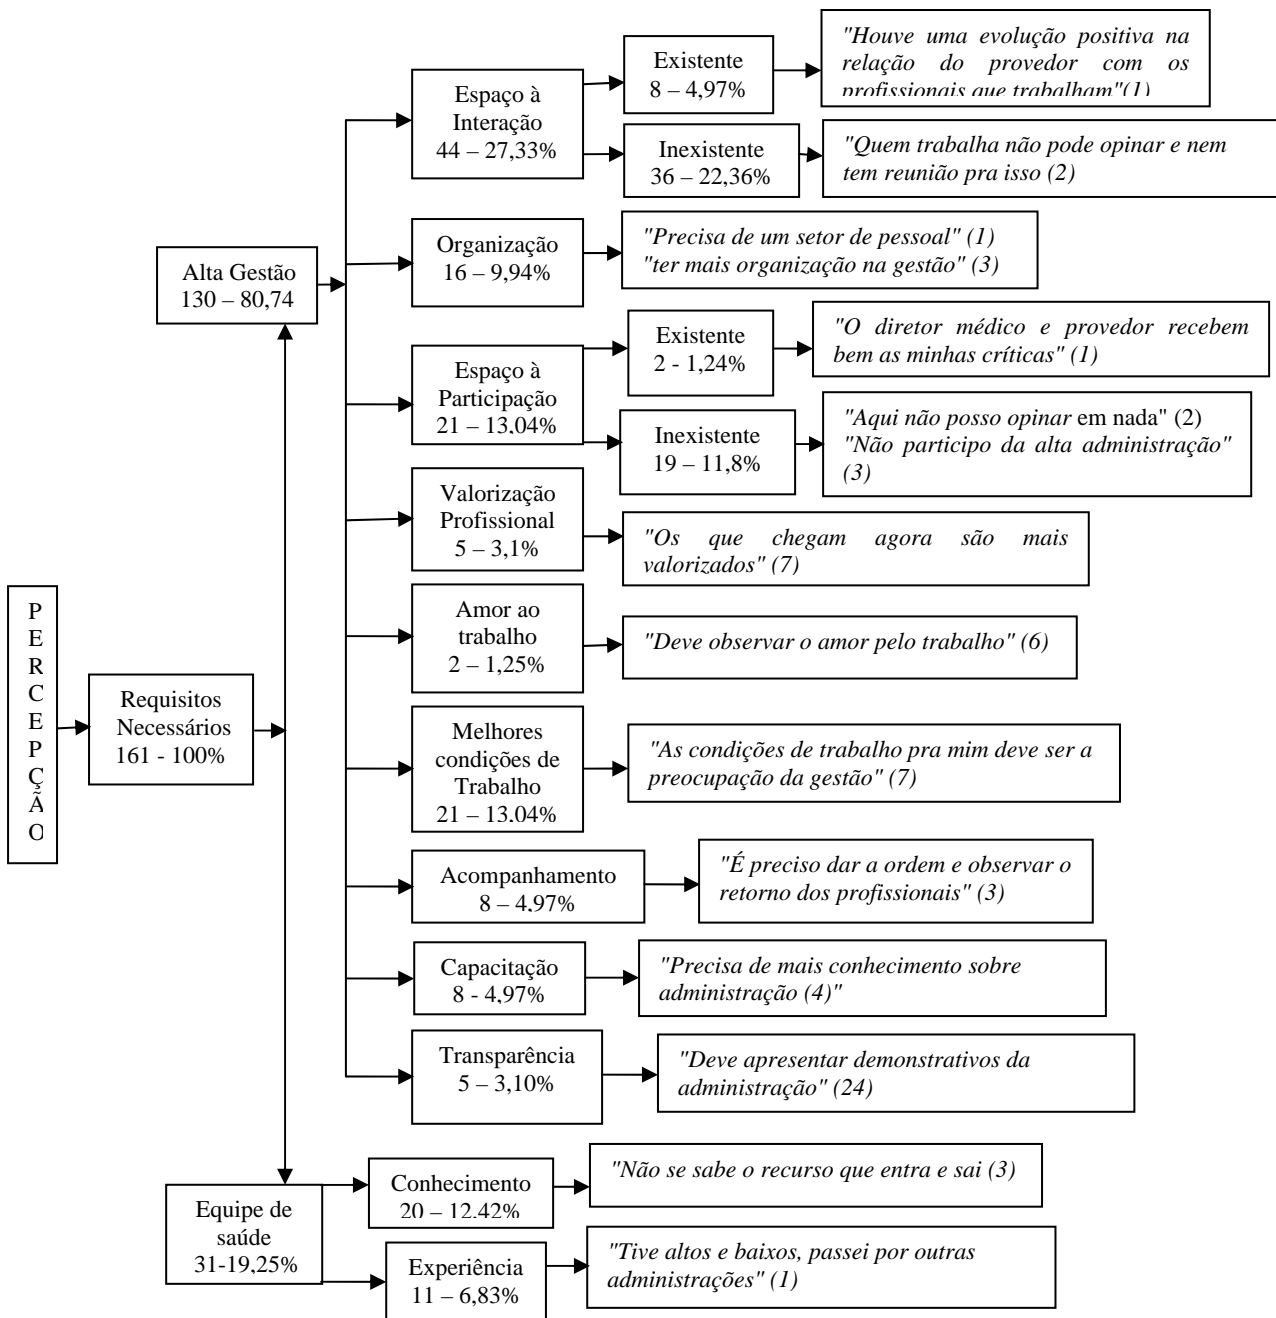 "Houve uma evolução positiva na
relação do provedor com os
profissionais que trabalham"(1)
Existente
8 – 4,97%
Espaço à
Interação
44 – 27,33%
Inexistente
36 – 22,36%
"Quem trabalha não pode opinar e nem
tem reunião pra isso (2)
Organização
16 – 9,94%
"Precisa de um setor de pessoal" (1)
"ter mais organização na gestão" (3)
Alta Gestão
130 – 80,74
Espaço à
Participação
21 – 13,04%
Existente
2 - 1,24%
"O diretor médico e provedor recebem
bem as minhas críticas" (1)
Inexistente
19 – 11,8%
"Aqui não posso opinar em nada" (2)
"Não participo da alta administração"
(3)
Valorização
Profissional
5 – 3,1%
"Os que chegam agora são mais
valorizados" (7)
Amor ao
trabalho
2 – 1,25%
"Deve observar o amor pelo trabalho" (6)
P
E
R
C
E
P
Ç
Ã
O
Requisitos
Necessários
161 - 100%
Melhores
condições de
Trabalho
21 – 13,04%
"As condições de trabalho pra mim deve ser a
preocupação da gestão" (7)
Acompanhamento
8 – 4,97%
"É preciso dar a ordem e observar o
retorno dos profissionais" (3)
Capacitação
8 - 4,97%
"Precisa de mais conhecimento sobre
administração (4)"
Transparência
5 – 3,10%
"Deve apresentar demonstrativos da
administração" (24)
Equipe de
saúde
31-19,25%
Conhecimento
20 – 12,42%
"Não se sabe o recurso que entra e sai (3)
Experiência
11 – 6,83%
"Tive altos e baixos, passei por outras
administrações" (1)